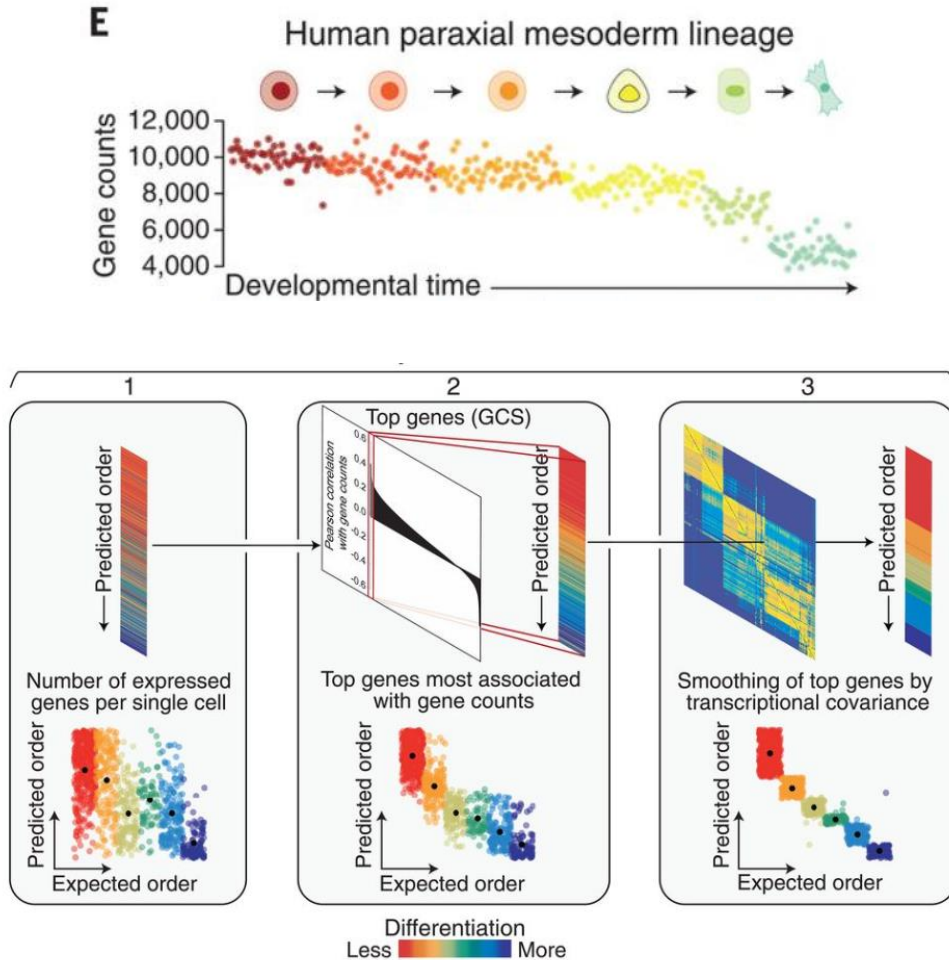 E
Human paraxial mesoderm lineage
Gene counts
12,000
10,000
8,000
6,000
4,000
Developmental time
1
Predicted order
Number of expressed
genes per single cell
Predicted order
Expected order
2
Top genes (GCS)
Pearson correlation
with gene counts
0.6
0.4
0.2
0.0
-0.2
-0.4
-0.6
Predicted order
Top genes most associated
with gene counts
Predicted order
Expected order
3
Predicted order
Smoothing of top genes by
transcriptional covariance
Predicted order
Expected order
Differentiation
Less More